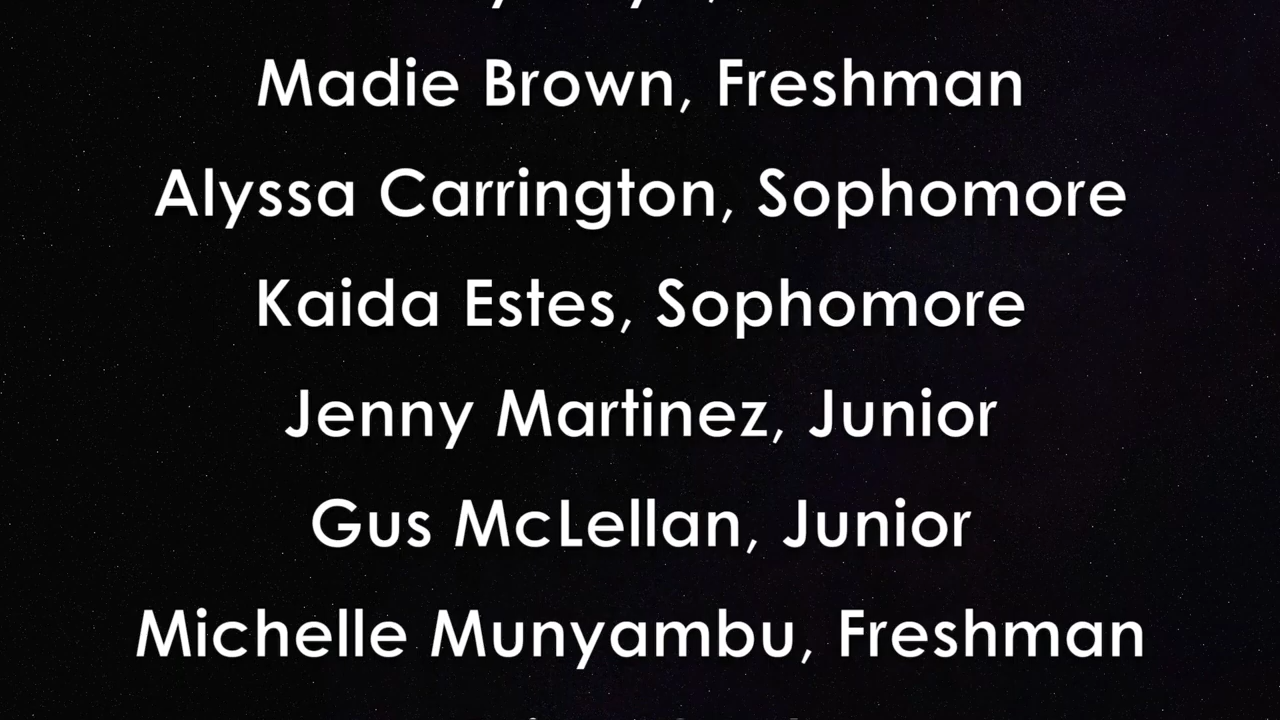 Madie Brown, Freshman
Alyssa Carrington, Sophomore
Kaida Estes, Sophomore
Jenny Martinez, Junior
Gus McLellan, Junior
Michelle Munyambu, Freshman